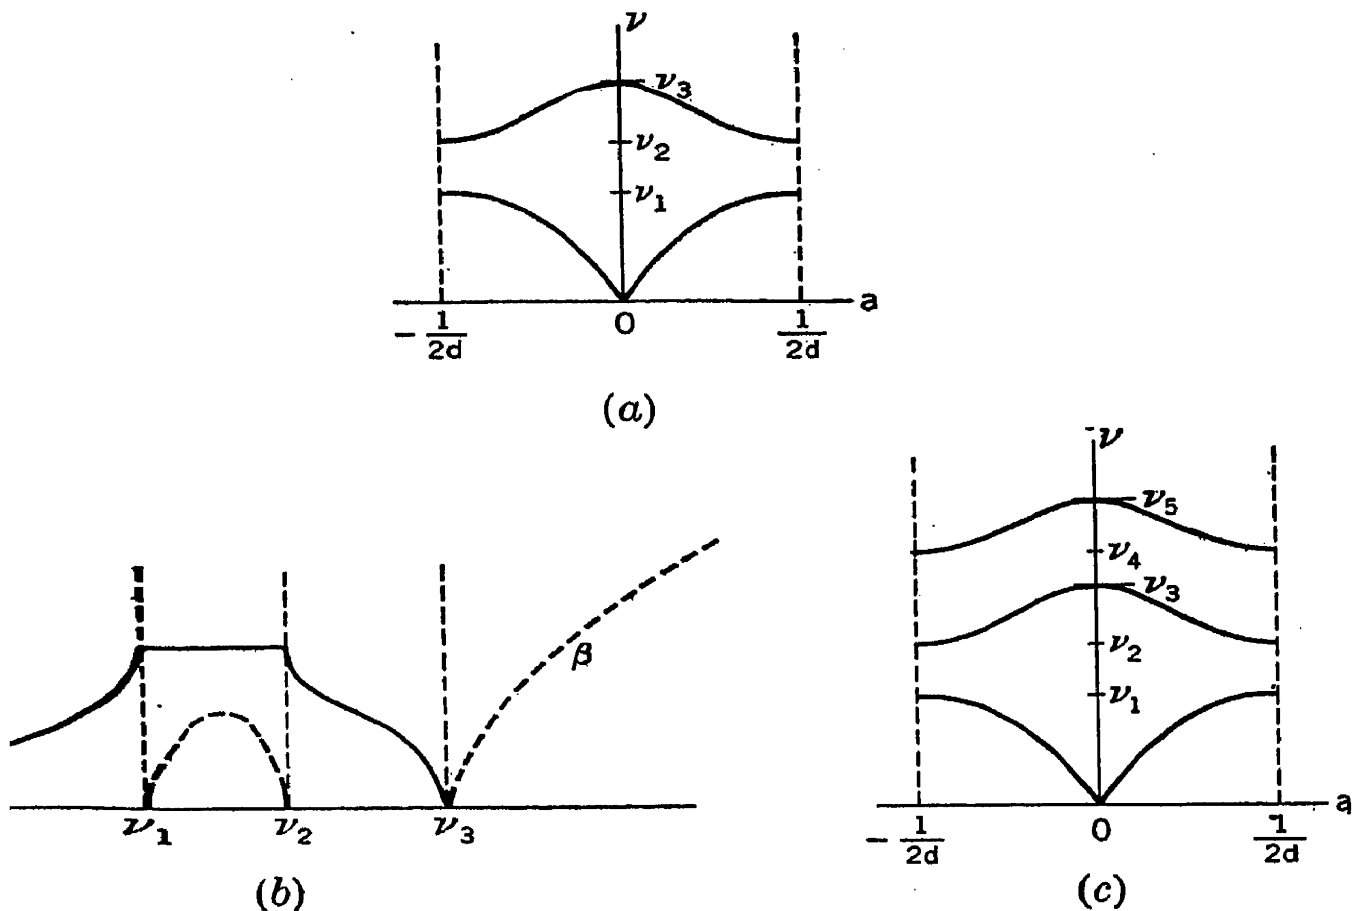 ν
ν₃
ν₂
ν₁
a
− 1/2d 0 1/2d
(a)
β
ν₁ ν₂ ν₃
(b)
ν
ν₅
ν₄
ν₃
ν₂
ν₁
a
− 1/2d 0 1/2d
(c)